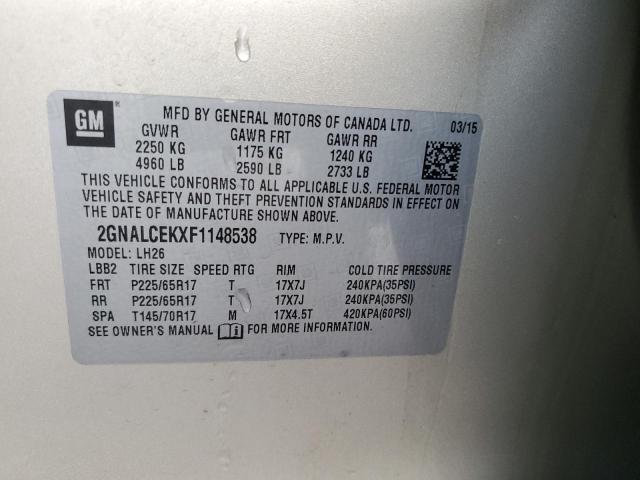 GM ®
MFD BY GENERAL MOTORS OF CANADA LTD. 03/15
GVWR GAWR FRT GAWR RR
2250 KG 1175 KG 1240 KG
4960 LB 2590 LB 2733 LB
THIS VEHICLE CONFORMS TO ALL APPLICABLE U.S. FEDERAL MOTOR
VEHICLE SAFETY AND THEFT PREVENTION STANDARDS IN EFFECT ON
THE DATE OF MANUFACTURE SHOWN ABOVE.
2GNALCEKXF1148538 TYPE: M.P.V.
MODEL: LH26
LBB2 TIRE SIZE SPEED RTG RIM COLD TIRE PRESSURE
FRT P225/65R17 T 17X7J 240KPA(35PSI)
RR P225/65R17 T 17X7J 240KPA(35PSI)
SPA T145/70R17 M 17X4.5T 420KPA(60PSI)
SEE OWNER'S MANUAL FOR MORE INFORMATION.